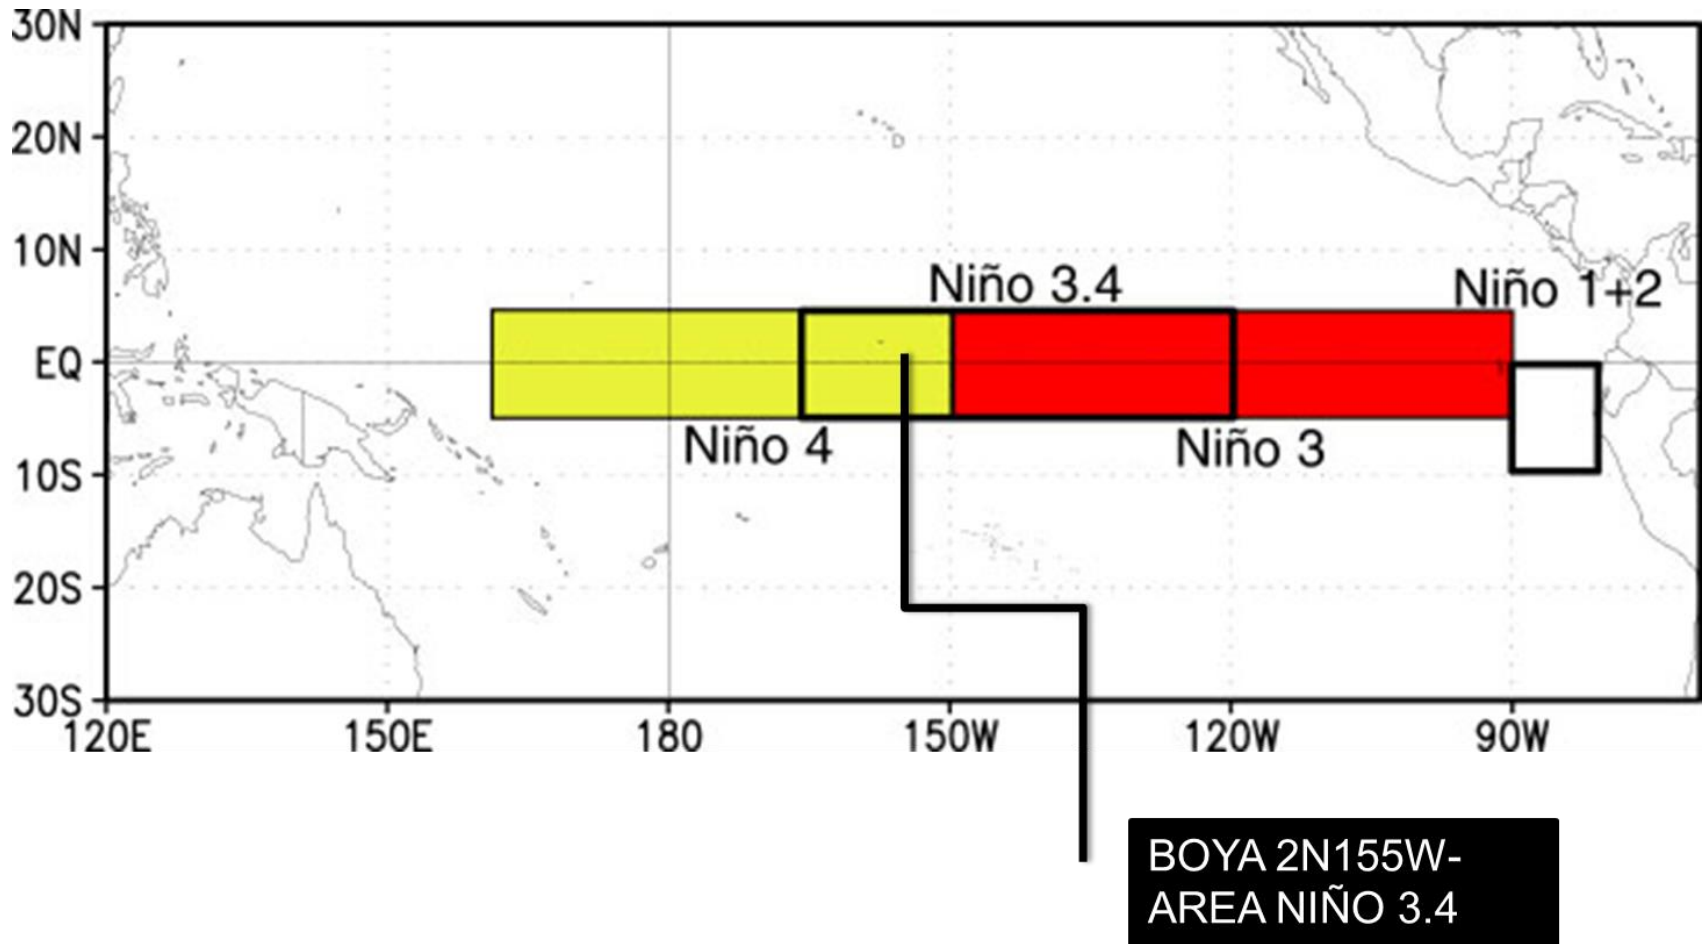 30N
20N
10N
EQ
10S
20S
30S
120E 150E 180 150W 120W 90W
Niño 3.4
Niño 1+2
Niño 4
Niño 3
BOYA 2N155W-
AREA NIÑO 3.4